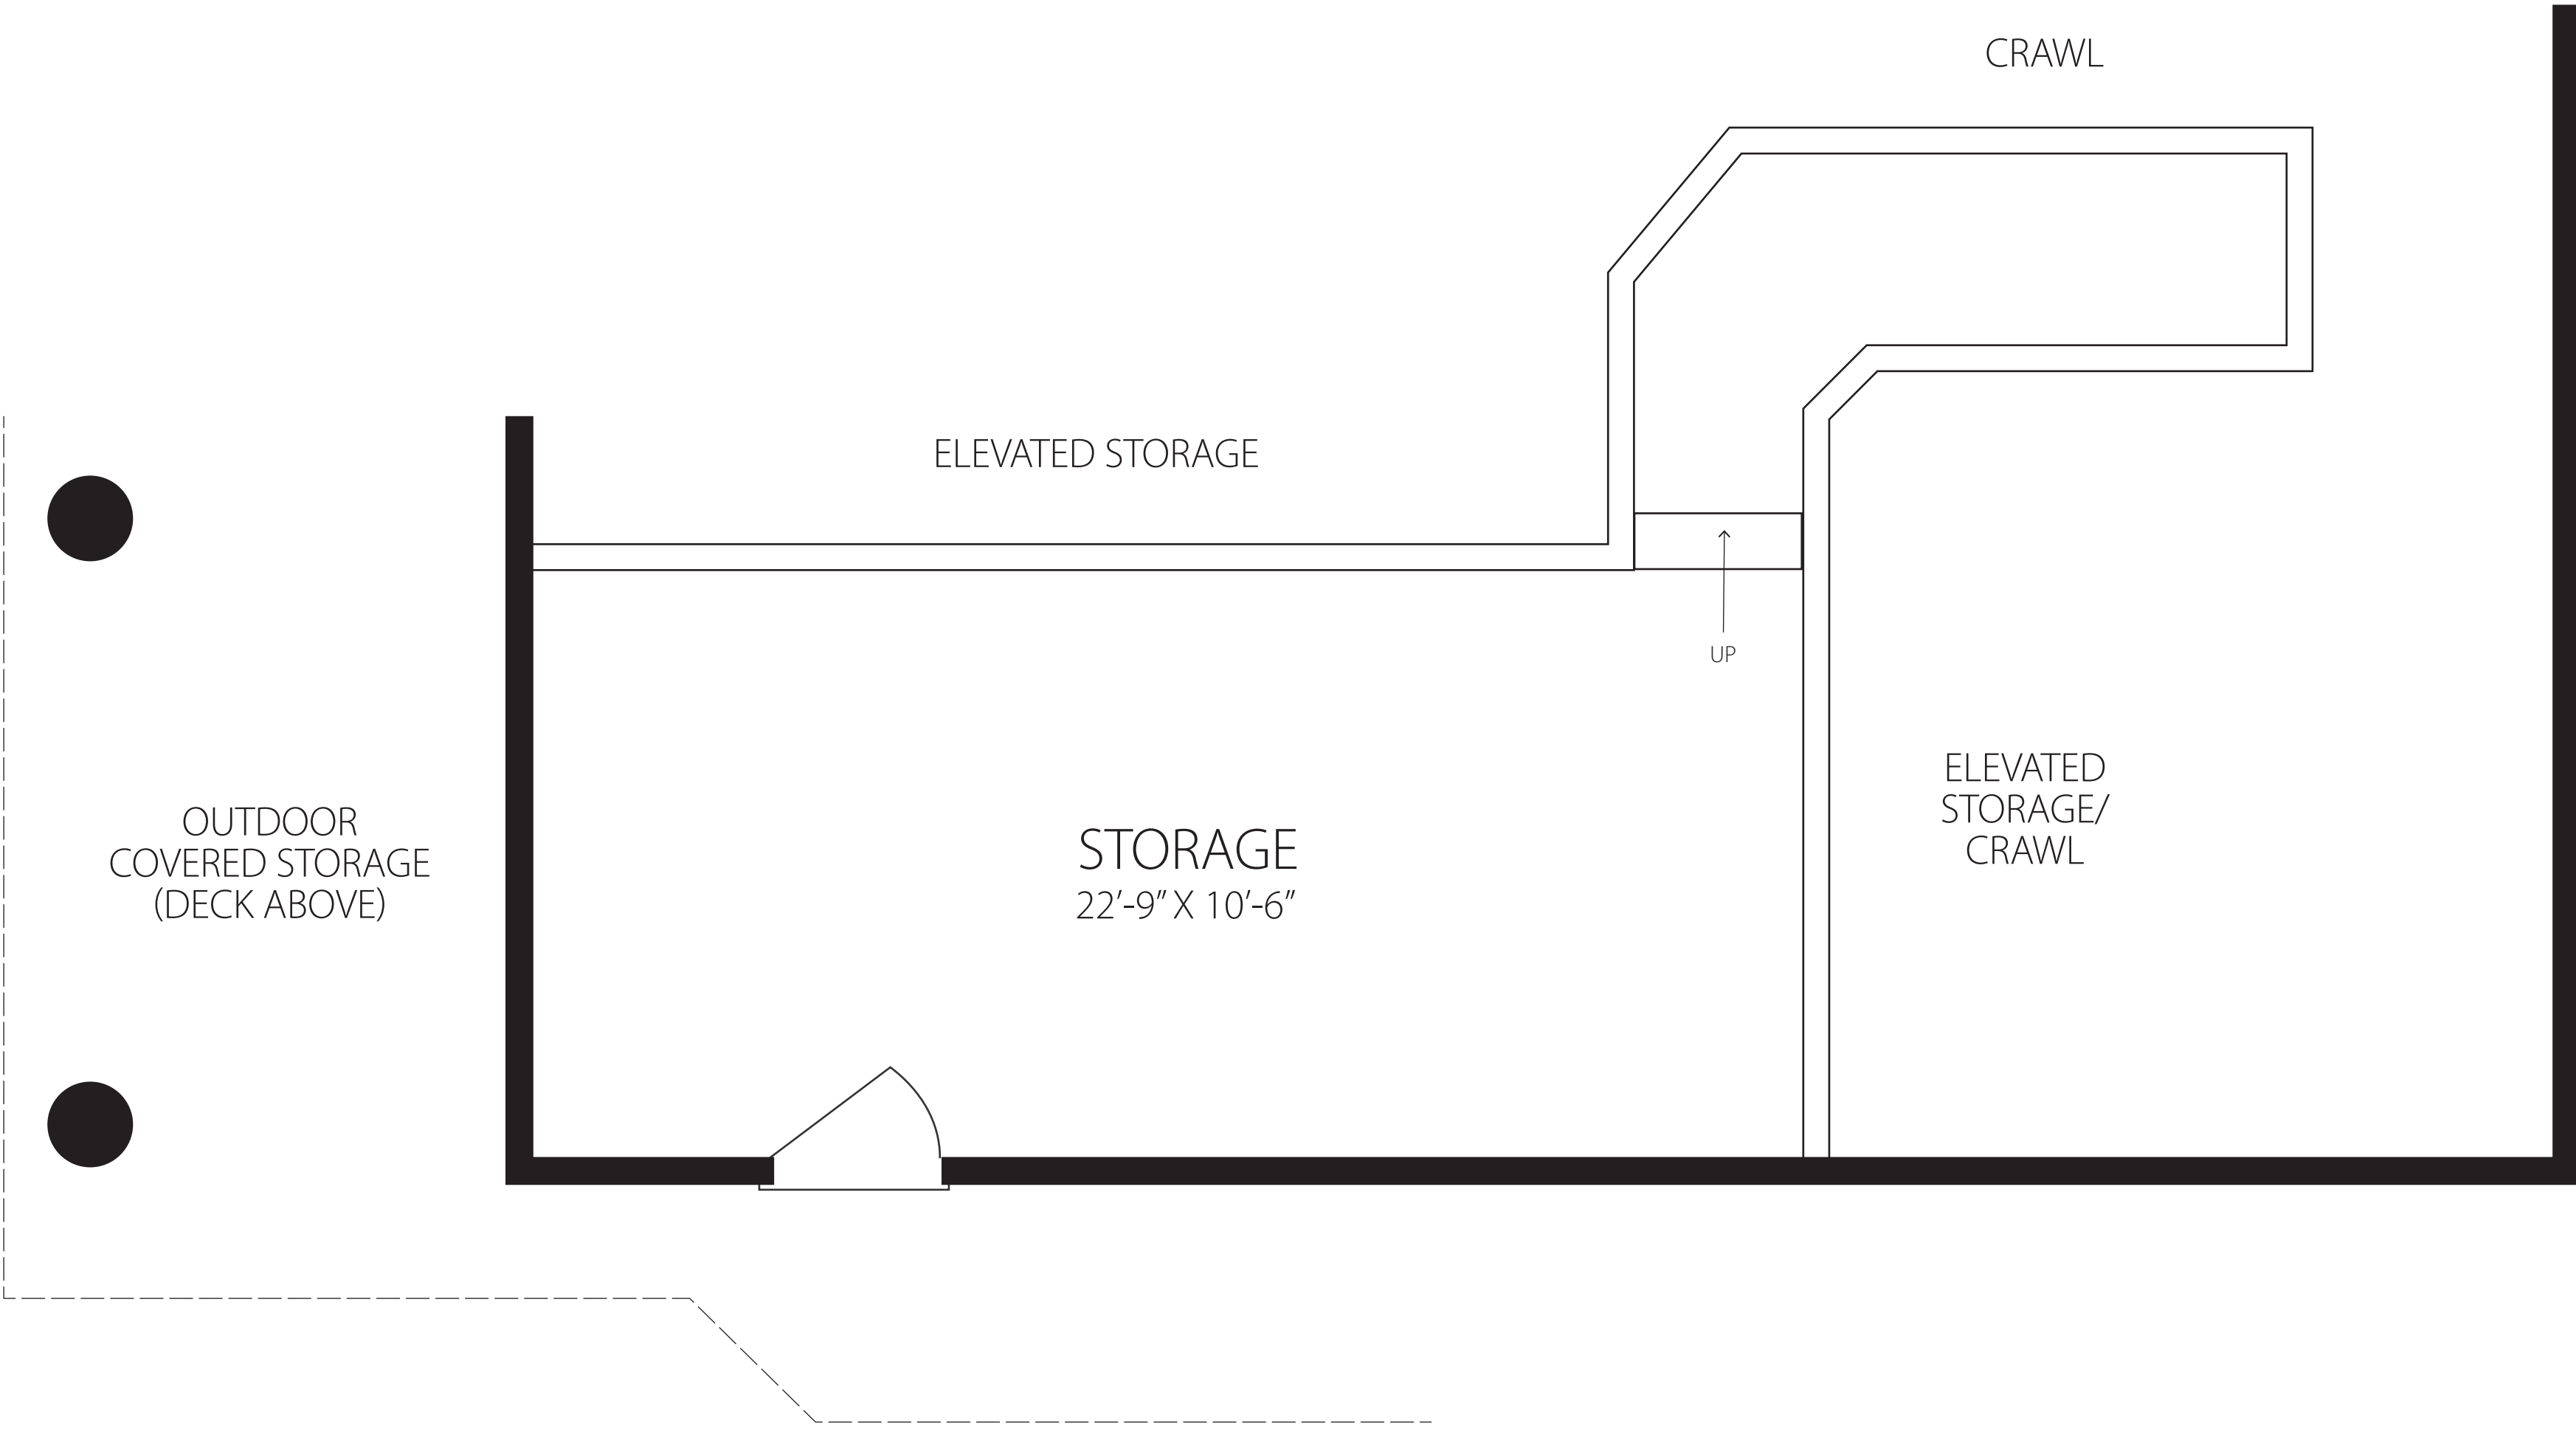 CRAWL
ELEVATED STORAGE
UP
ELEVATED
STORAGE/
CRAWL
OUTDOOR
COVERED STORAGE
(DECK ABOVE)
STORAGE
22’-9” X 10’-6”